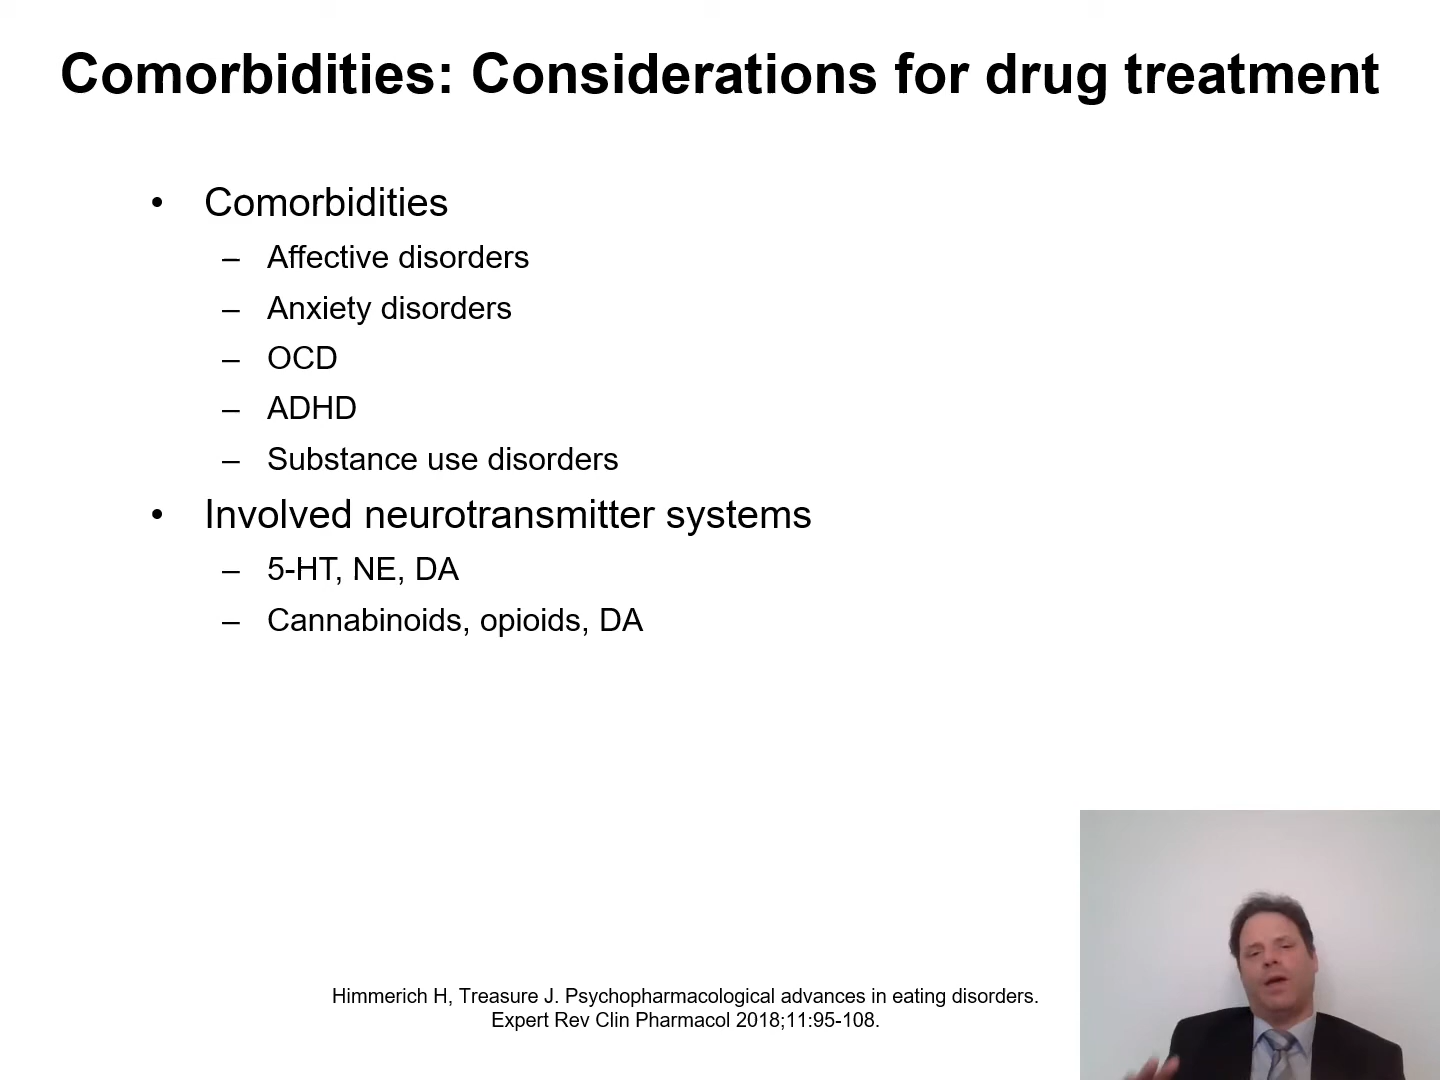 Comorbidities: Considerations for drug treatment
• Comorbidities
– Affective disorders
– Anxiety disorders
– OCD
– ADHD
– Substance use disorders
• Involved neurotransmitter systems
– 5-HT, NE, DA
– Cannabinoids, opioids, DA
Himmerich H, Treasure J. Psychopharmacological advances in eating disorders.
Expert Rev Clin Pharmacol 2018;11:95-108.